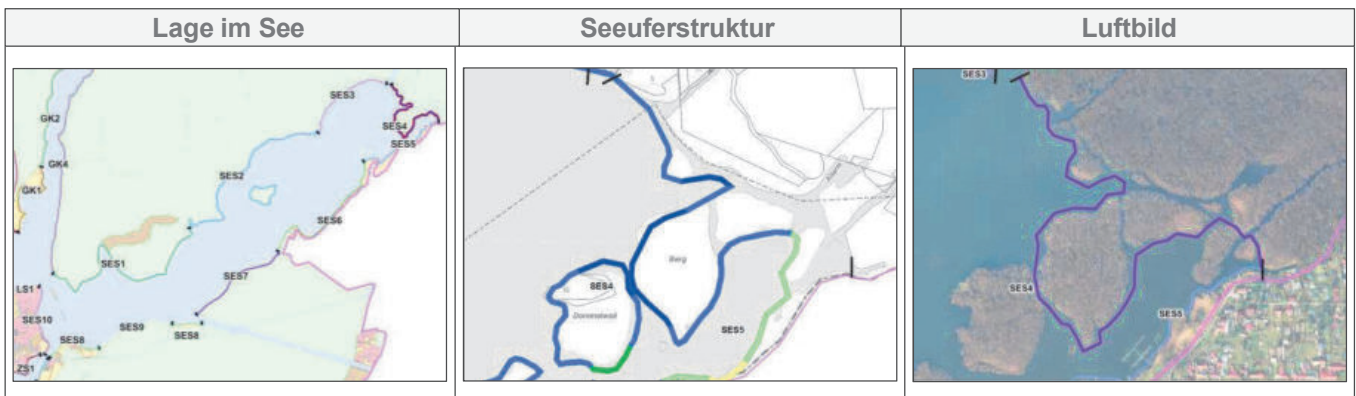 Lage im See
Seeuferstruktur
Luftbild
GK2
GK4
GK1
LS1
SES10
ZS1
SES8
SES9
SES8
SES7
SES1
SES2
SES6
SES3
SES4
SES5
SES4
Berg
SES5
SES3
SES4
SES5